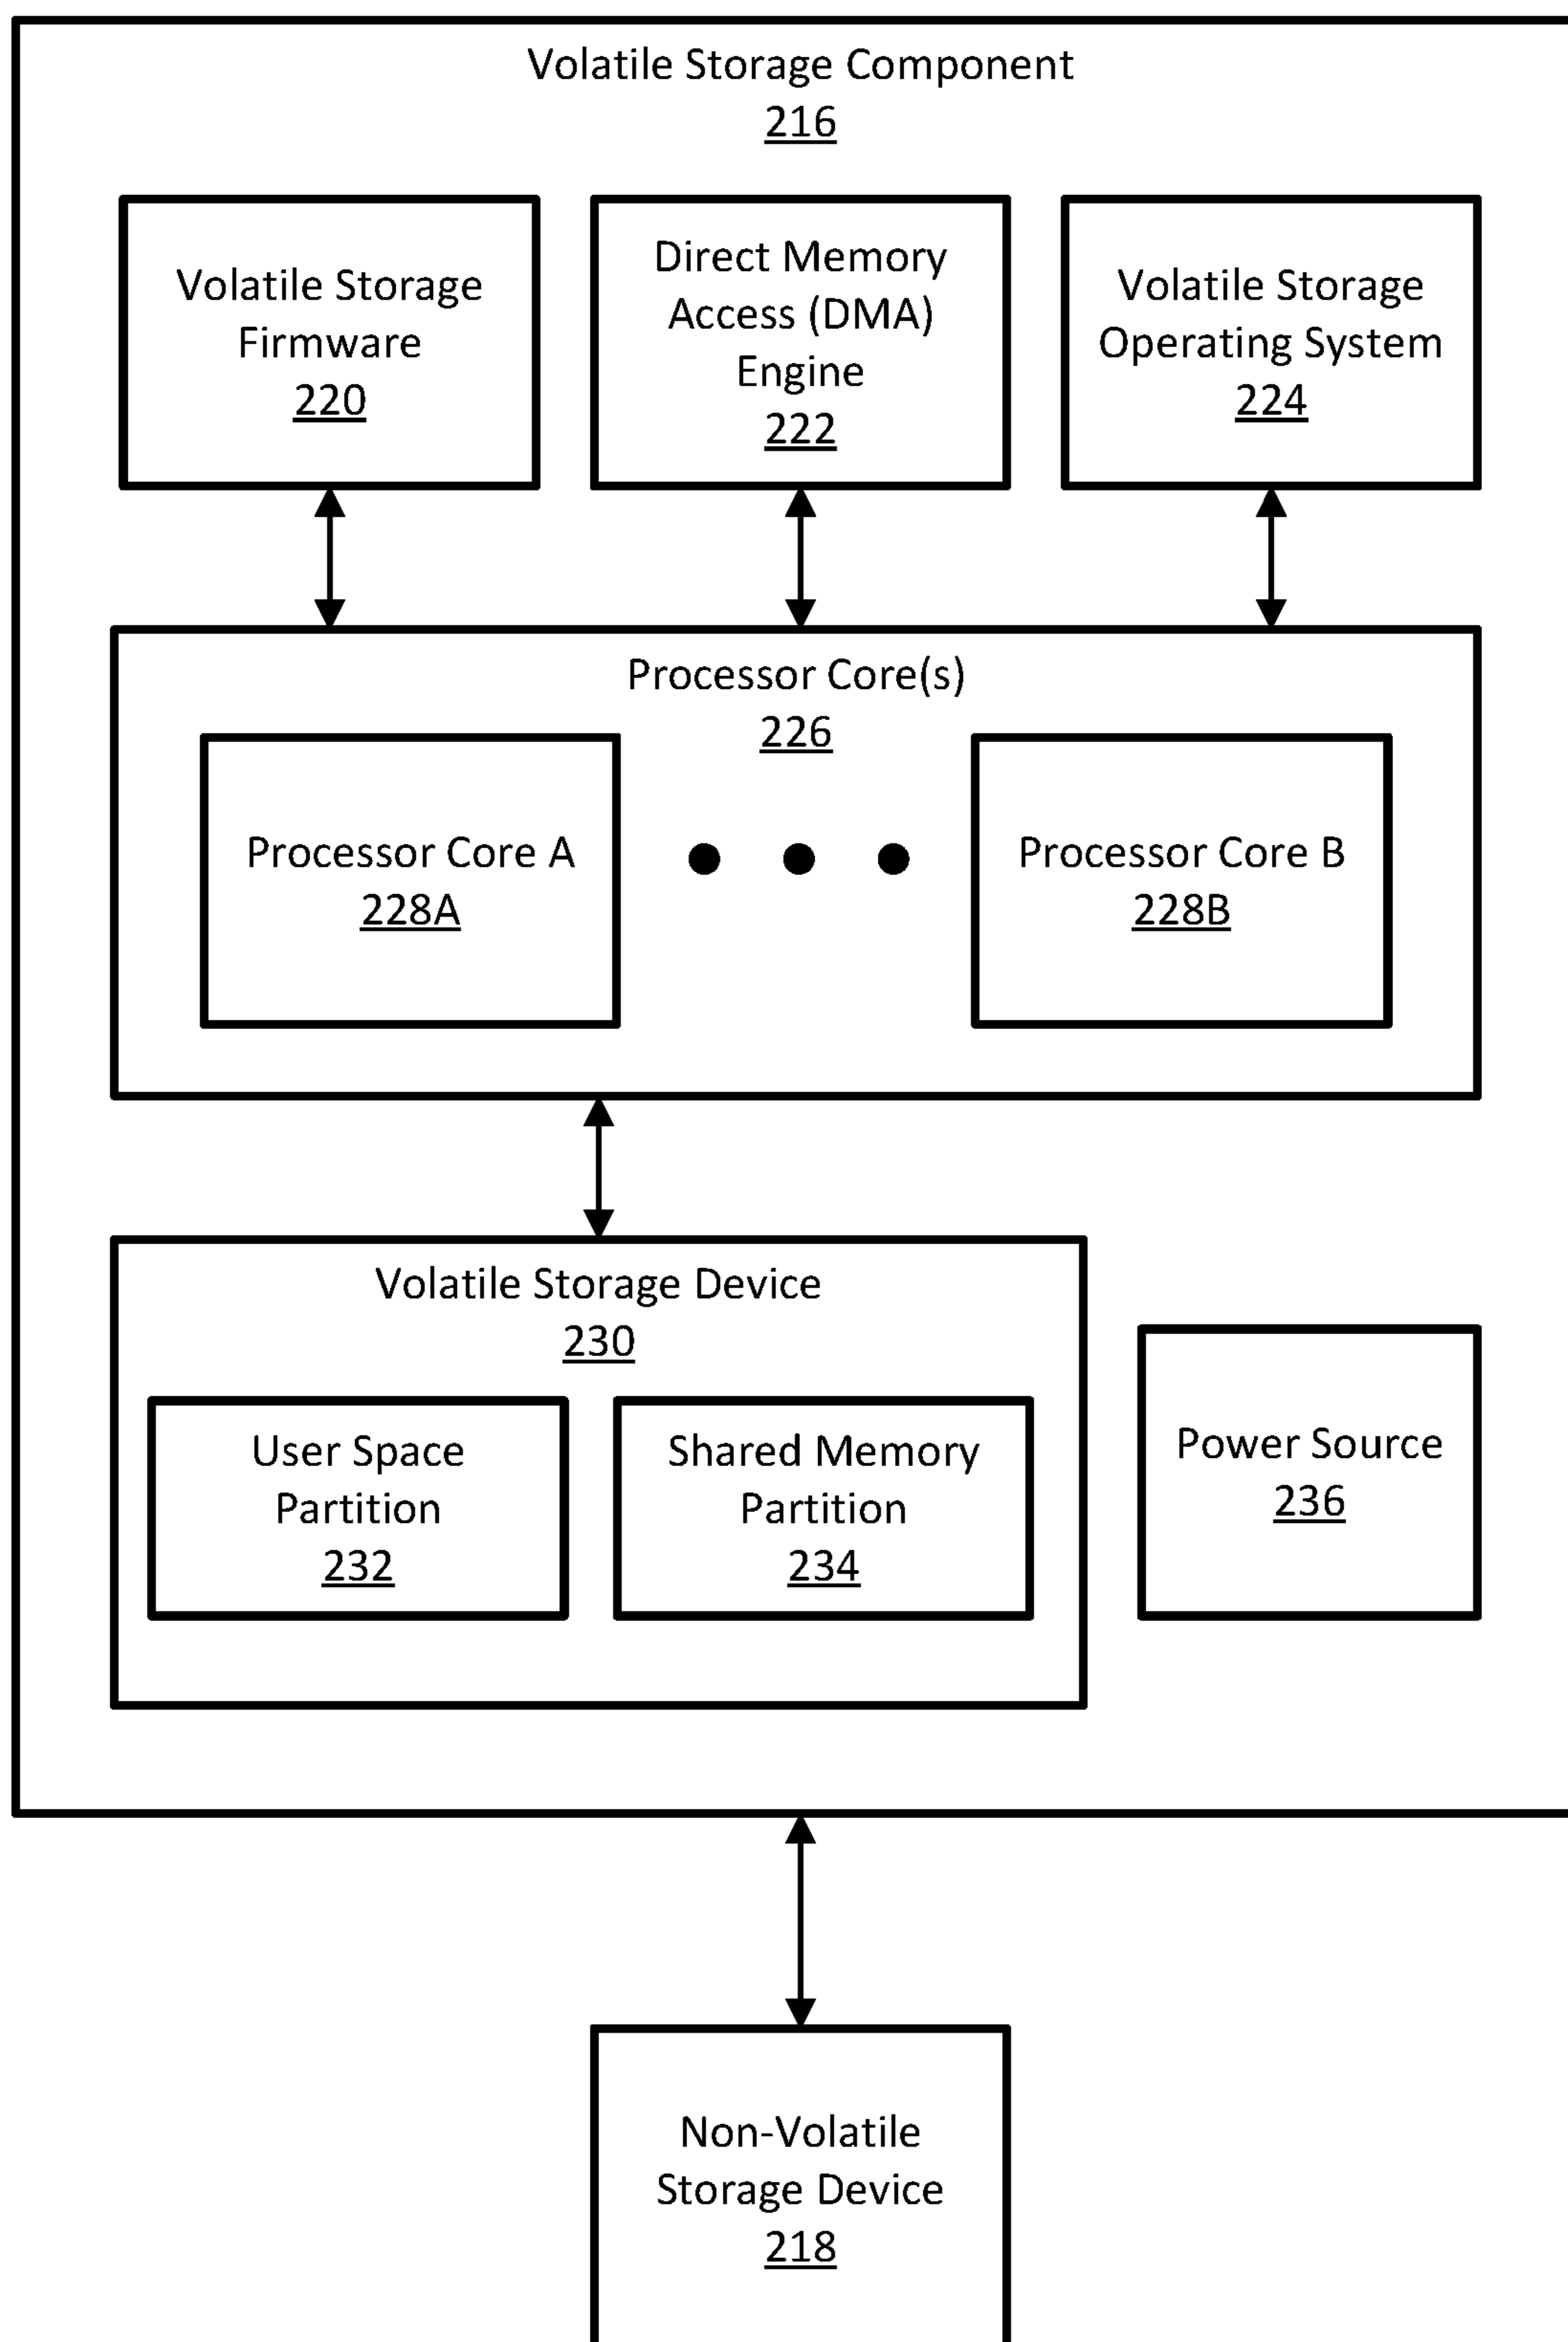 Volatile Storage Component
216
Volatile Storage
Firmware
220
Direct Memory
Access (DMA)
Engine
222
Volatile Storage
Operating System
224
Processor Core(s)
226
Processor Core A
228A
Processor Core B
228B
Volatile Storage Device
230
User Space
Partition
232
Shared Memory
Partition
234
Power Source
236
Non-Volatile
Storage Device
218